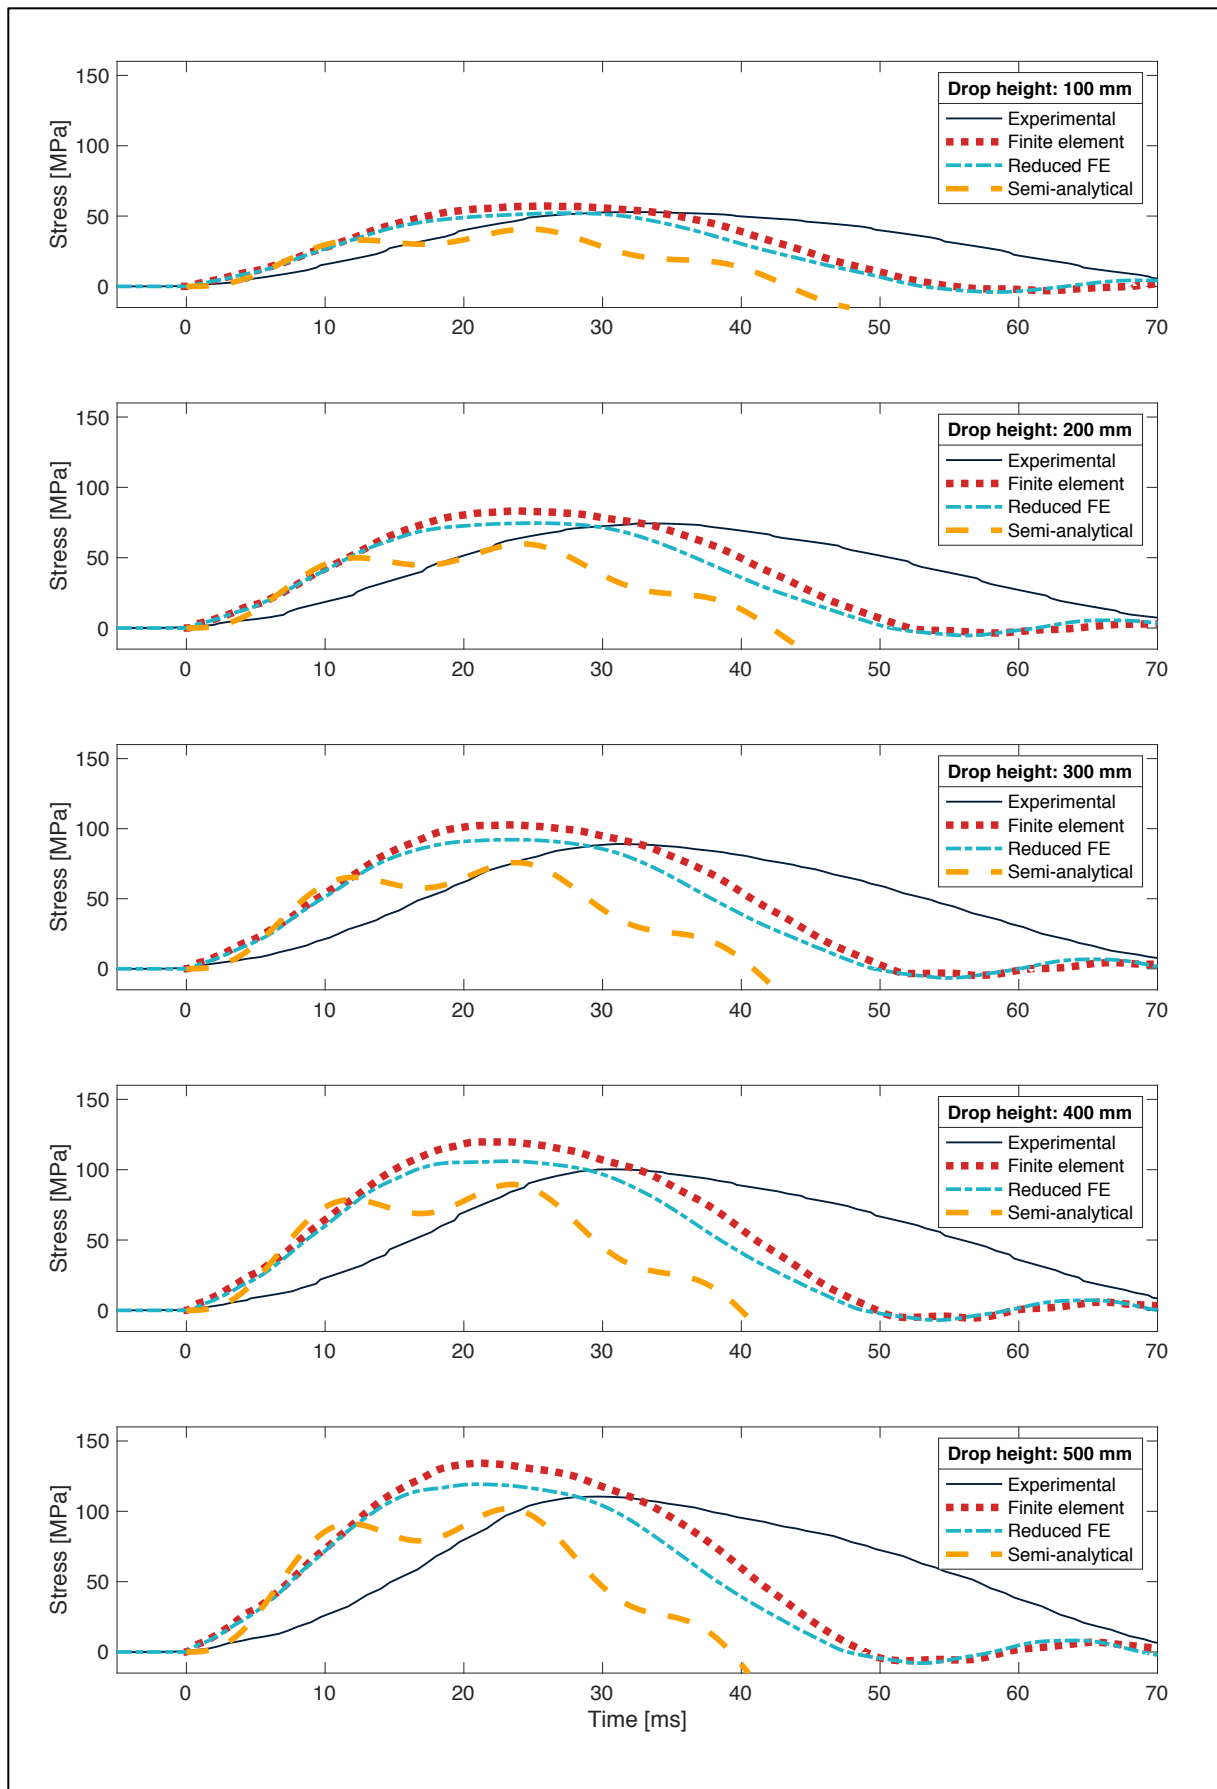 150
100
50
0
Stress [MPa]
Drop height: 100 mm
Experimental
Finite element
Reduced FE
Semi-analytical
0 10 20 30 40 50 60 70
150
100
50
0
Stress [MPa]
Drop height: 200 mm
Experimental
Finite element
Reduced FE
Semi-analytical
0 10 20 30 40 50 60 70
150
100
50
0
Stress [MPa]
Drop height: 300 mm
Experimental
Finite element
Reduced FE
Semi-analytical
0 10 20 30 40 50 60 70
150
100
50
0
Stress [MPa]
Drop height: 400 mm
Experimental
Finite element
Reduced FE
Semi-analytical
0 10 20 30 40 50 60 70
150
100
50
0
Stress [MPa]
Drop height: 500 mm
Experimental
Finite element
Reduced FE
Semi-analytical
0 10 20 30 40 50 60 70
Time [ms]